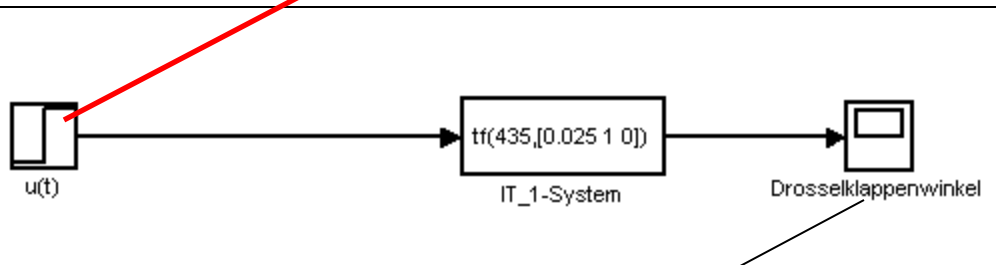 tf(435,[0.025 1 0])
u(t)
IT_1-System
Drosselklappenwinkel